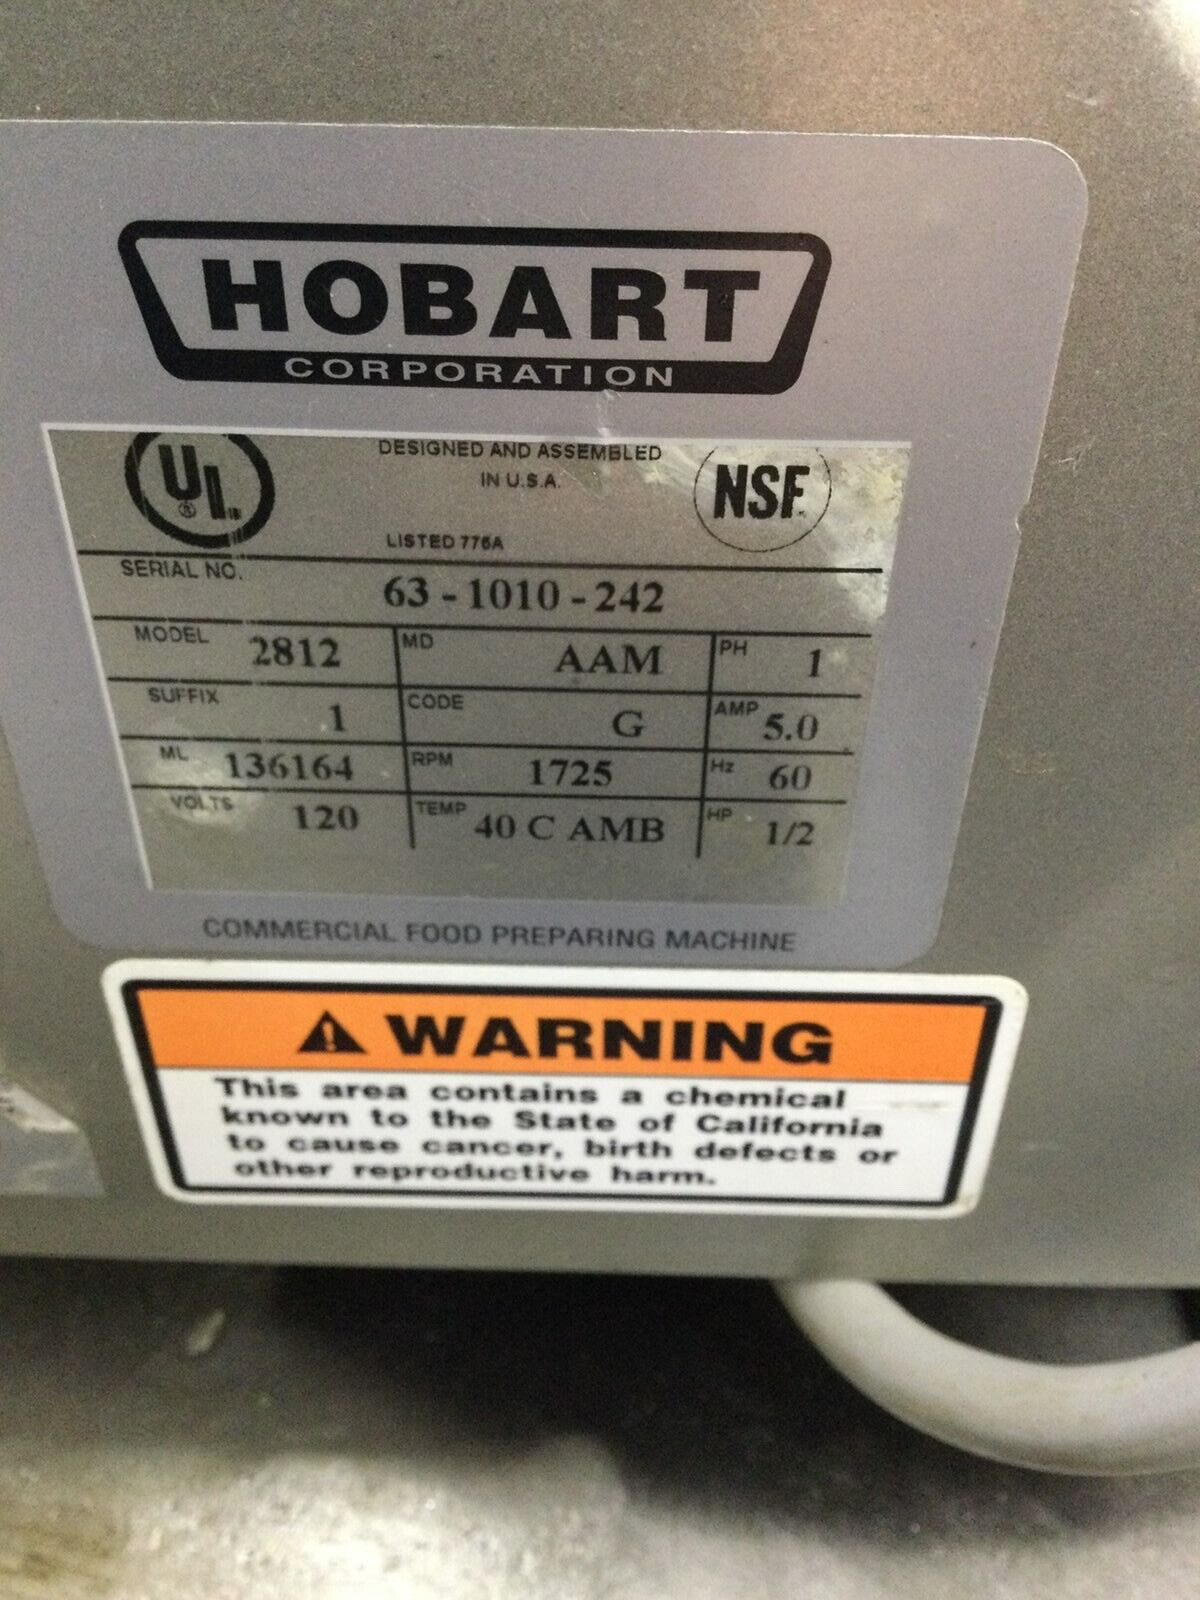 HOBART
CORPORATION
UL
DESIGNED AND ASSEMBLED
IN U.S.A.
NSF
LISTED 776A
SERIAL NO. 63 - 1010 - 242
MODEL 2812 MD AAM PH 1
SUFFIX 1 CODE G AMP 5.0
ML 136164 RPM 1725 Hz 60
VOLTS 120 TEMP 40 C AMB HP 1/2
COMMERCIAL FOOD PREPARING MACHINE
WARNING
This area contains a chemical
known to the State of California
to cause cancer, birth defects or
other reproductive harm.